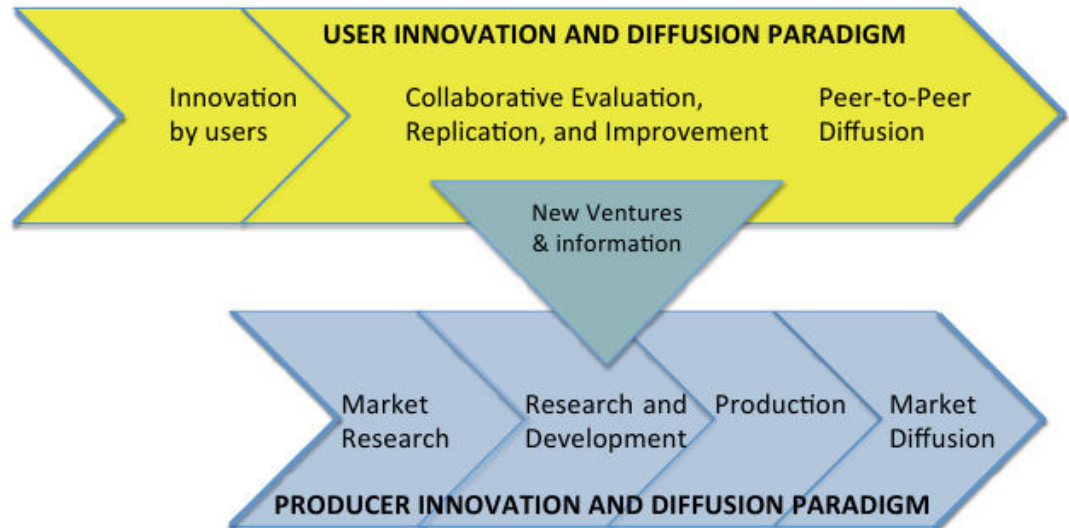 USER INNOVATION AND DIFFUSION PARADIGM
Innovation
by users
Collaborative Evaluation,
Replication, and Improvement
Peer-to-Peer
Diffusion
New Ventures
& information
Market
Research
Research and
Development
Production
Market
Diffusion
PRODUCER INNOVATION AND DIFFUSION PARADIGM